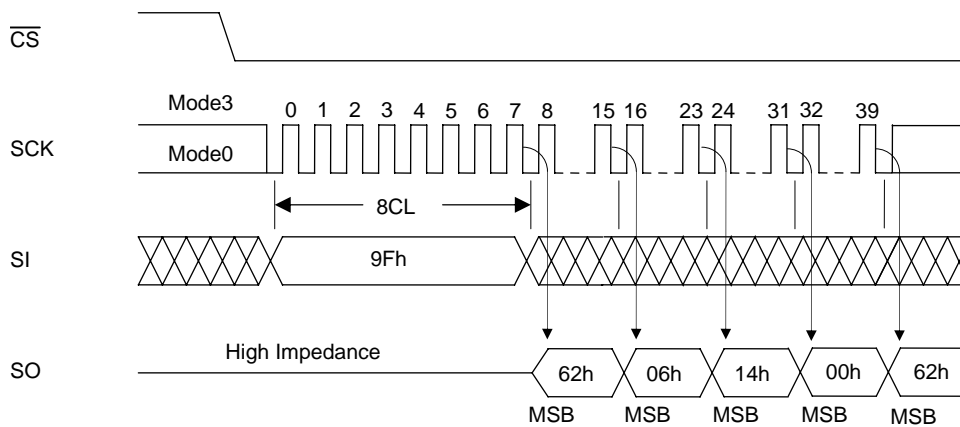 CS
Mode3
0 1 2 3 4 5 6 7 8 15 16 23 24 31 32 39
SCK
Mode0
8CL
SI
9Fh
High Impedance
SO
62h 06h 14h 00h 62h
MSB MSB MSB MSB MSB